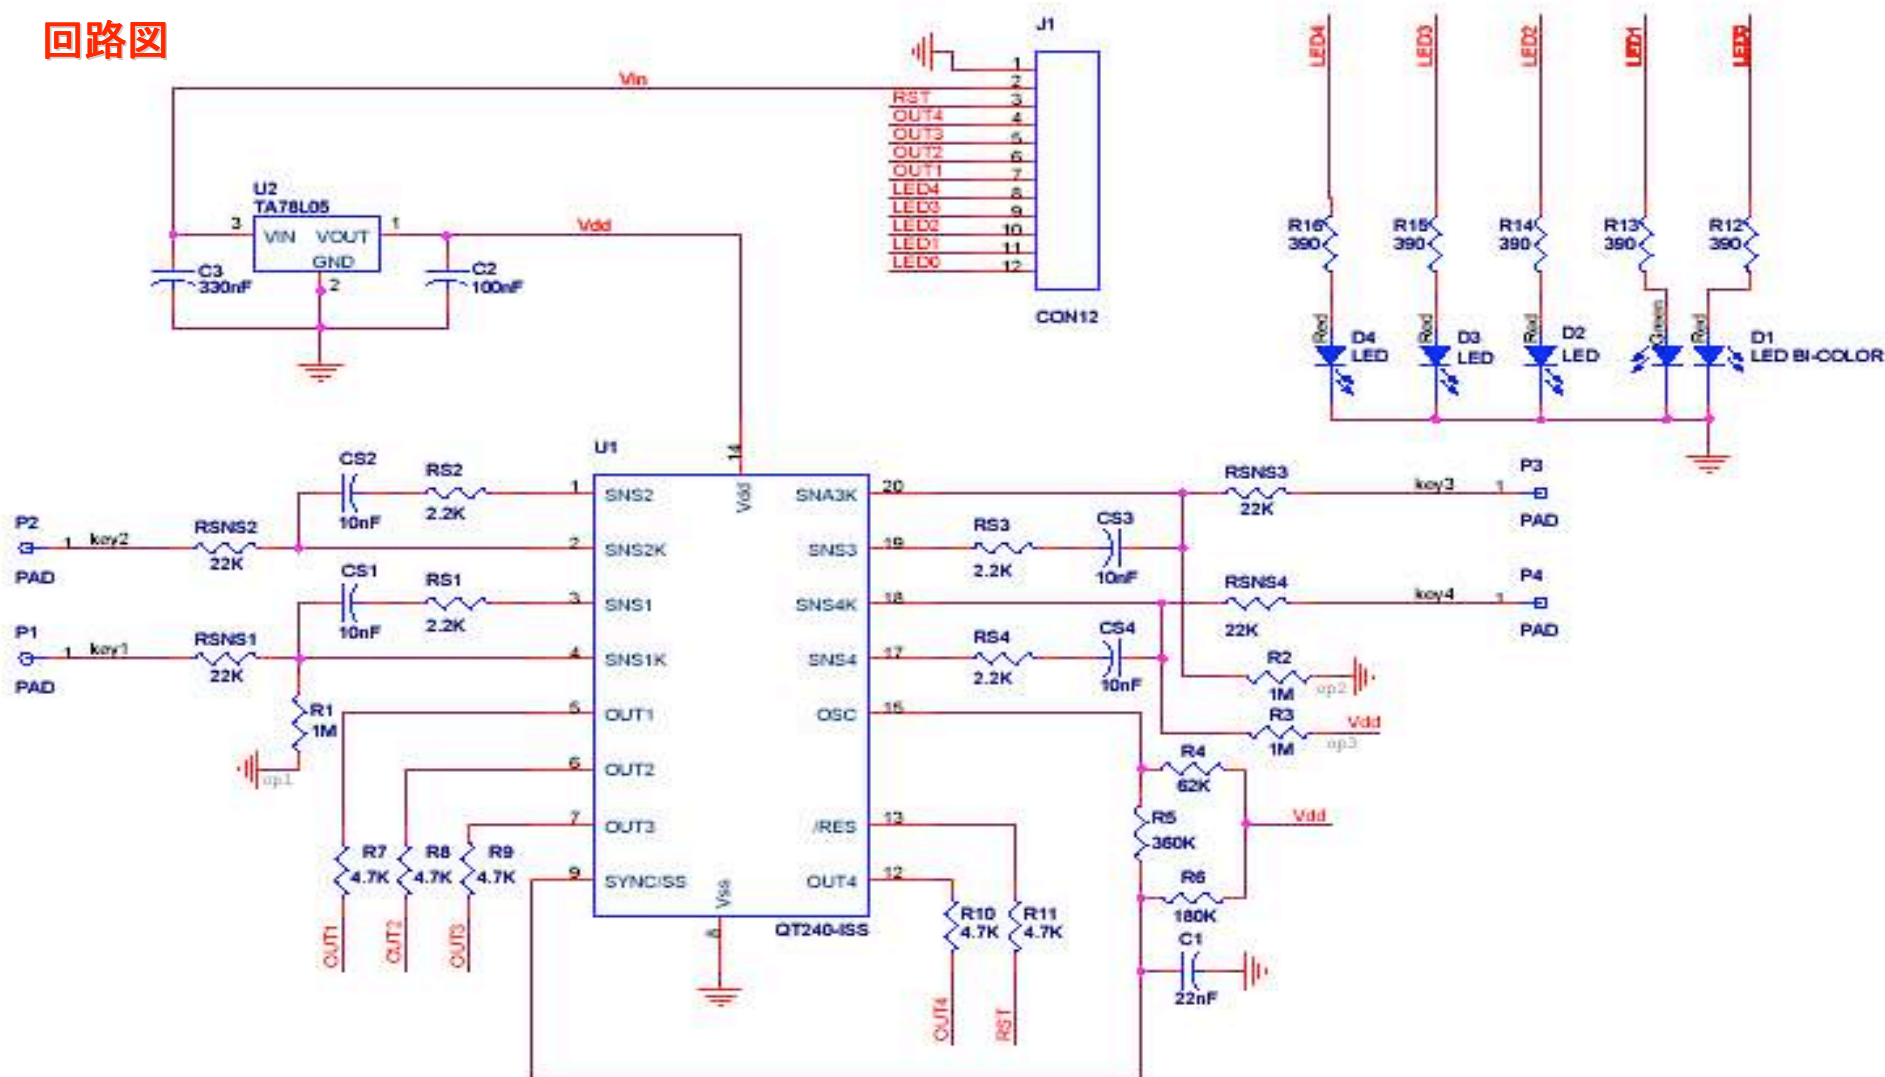 回路図
J1
Vin
1
2
RST 3
OUT4 4
OUT3 5
OUT2 6
OUT1 7
LED4 8
LED3 9
LED2 10
LED1 11
LED0 12
CON12
LED4
LED3
LED2
LED1
R16
390
R15
390
R14
390
R13
390
R12
390
Red
Red
Red
Green
Red
D4
LED
D3
LED
D2
LED
D1
LED BI-COLOR
U2
TA78L05
3
VIN VOUT
GND
1
2
Vdd
C3
330nF
C2
100nF
U1
14
Vdd
CS2
10nF
RS2
2.2K
1
SNS2
P2
1
key2
PAD
RSNS2
22K
2
SNS2K
CS1
10nF
RS1
2.2K
3
SNS1
P1
1
key1
PAD
RSNS1
22K
4
SNS1K
R1
1M
op1
5
OUT1
6
OUT2
7
OUT3
9
SYNC/SS
R7
4.7K
R8
4.7K
R9
4.7K
OUT1
OUT2
OUT3
Vss
8
QT240-ISS
SNA3K
20
RSNS3
22K
key3
1
P3
PAD
SNS3
19
RS3
2.2K
CS3
10nF
SNS4K
18
RSNS4
22K
key4
1
P4
PAD
SNS4
17
RS4
2.2K
CS4
10nF
R2
1M
op2
R3
1M
op3
Vdd
OSC
15
R4
62K
R5
360K
R6
180K
Vdd
C1
22nF
/RES
13
OUT4
12
R10
4.7K
R11
4.7K
OUT4
RST